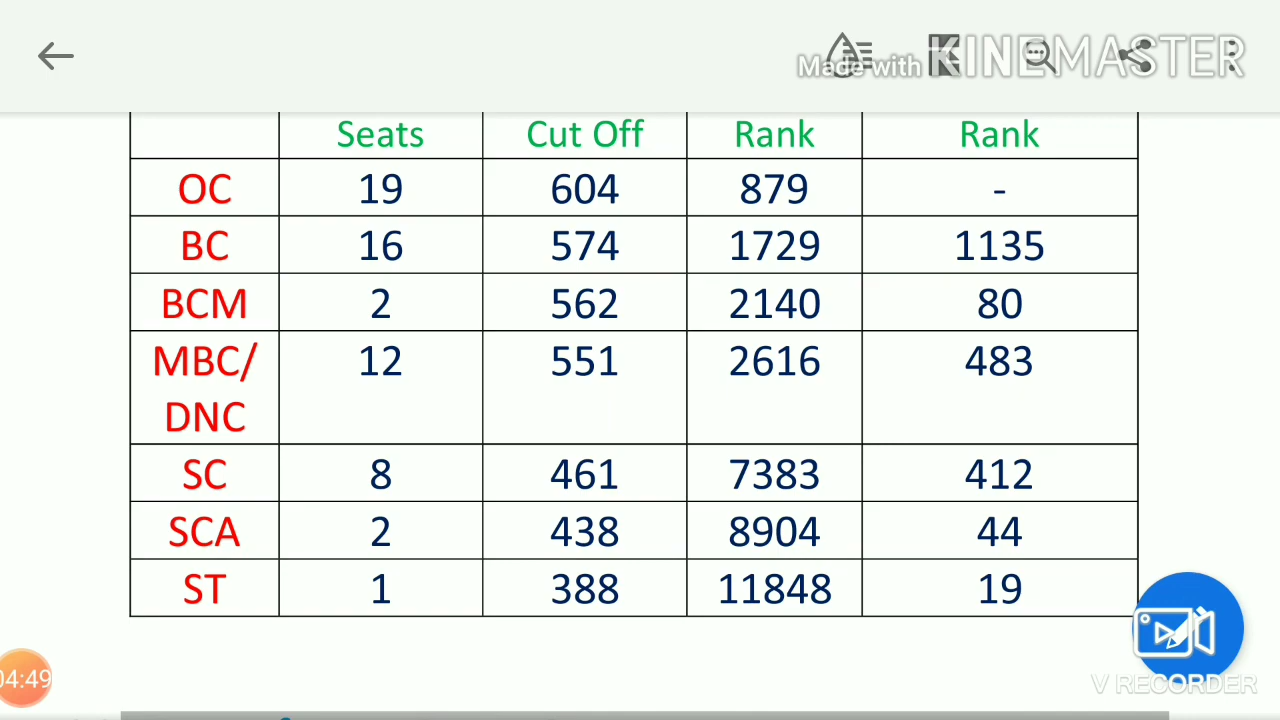 Made with KINEMASTER
Seats Cut Off Rank Rank
OC 19 604 879 -
BC 16 574 1729 1135
BCM 2 562 2140 80
MBC/ 12 551 2616 483
DNC
SC 8 461 7383 412
SCA 2 438 8904 44
ST 1 388 11848 19
04:49
V RECORDER